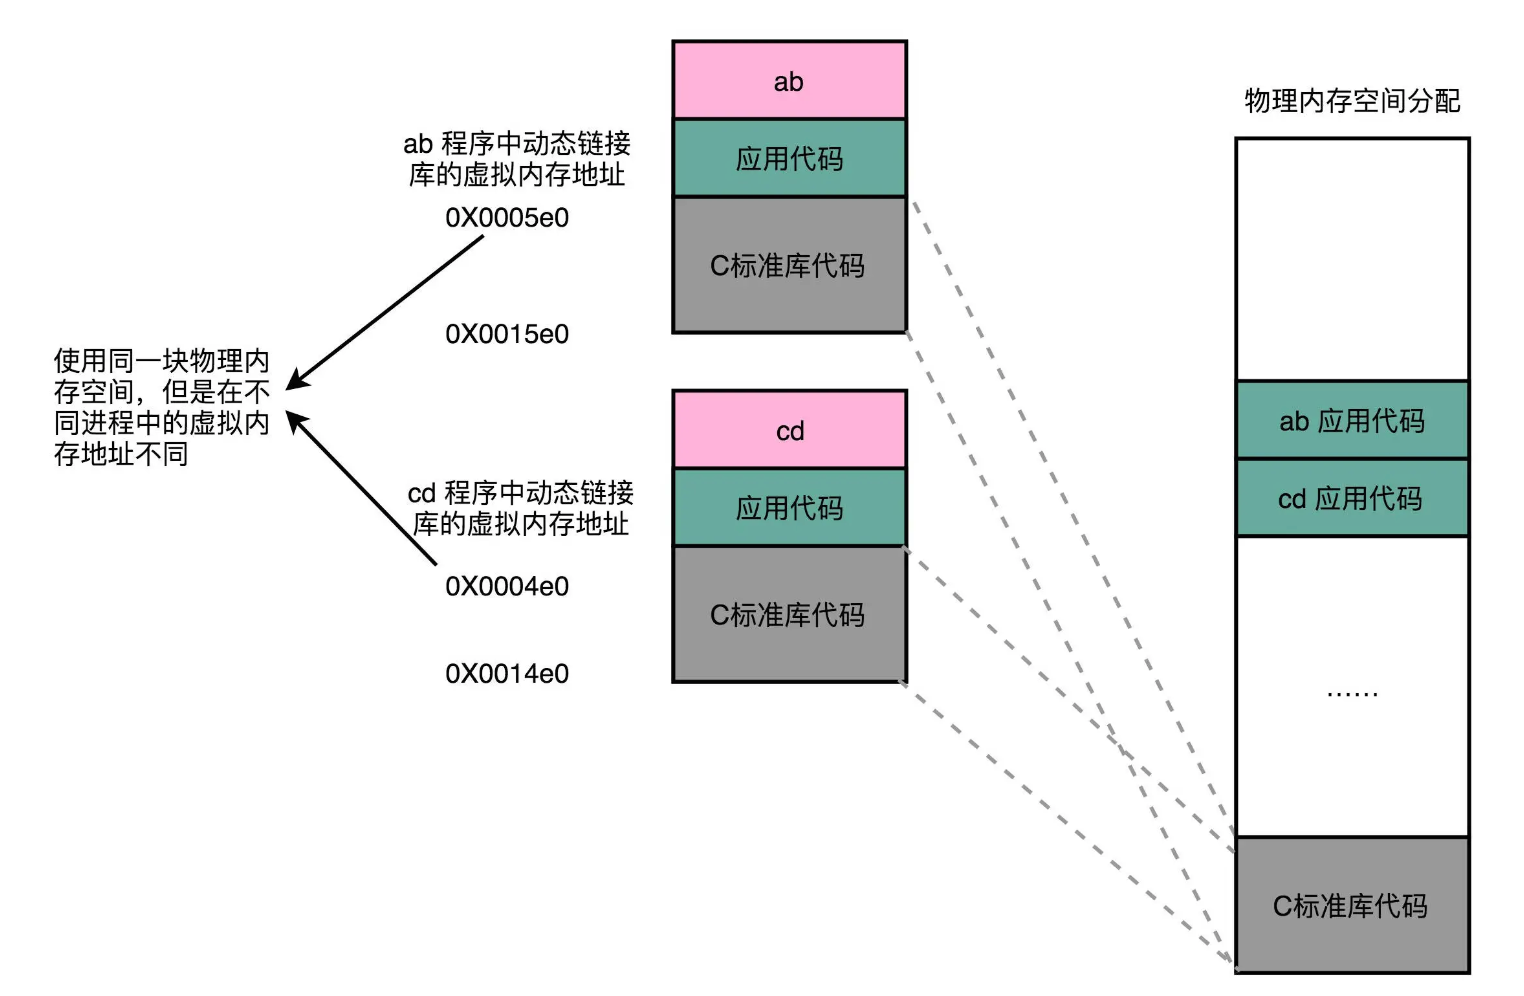 ab
应用代码
C标准库代码
ab 程序中动态链接
库的虚拟内存地址
0X0005e0
0X0015e0
使用同一块物理内
存空间，但是在不
同进程中的虚拟内
存地址不同
cd
应用代码
C标准库代码
cd 程序中动态链接
库的虚拟内存地址
0X0004e0
0X0014e0
物理内存空间分配
ab 应用代码
cd 应用代码
......
C标准库代码